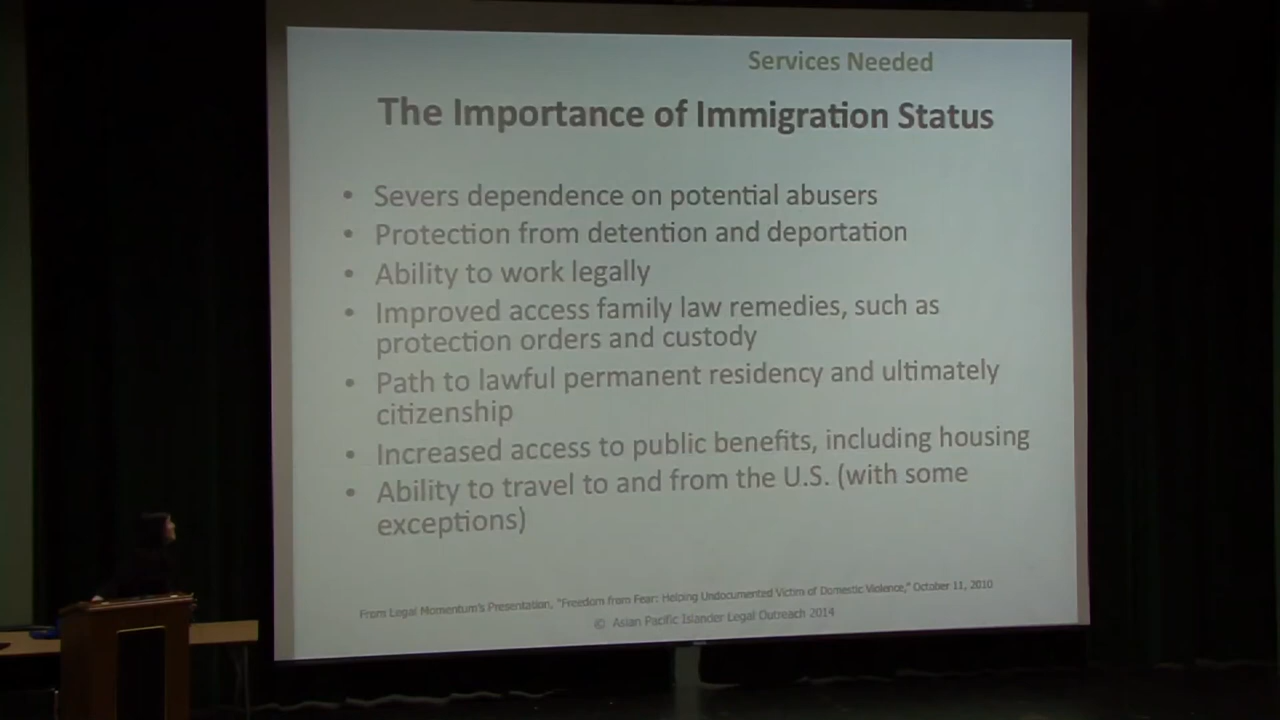 Services Needed
The Importance of Immigration Status
• Severs dependence on potential abusers
• Protection from detention and deportation
• Ability to work legally
• Improved access family law remedies, such as
protection orders and custody
• Path to lawful permanent residency and ultimately
citizenship
• Increased access to public benefits, including housing
• Ability to travel to and from the U.S. (with some
exceptions)
From Legal Momentum's Presentation, "Freedom from Fear: Helping Undocumented Victim of Domestic Violence," October 11, 2010
© Asian Pacific Islander Legal Outreach 2014